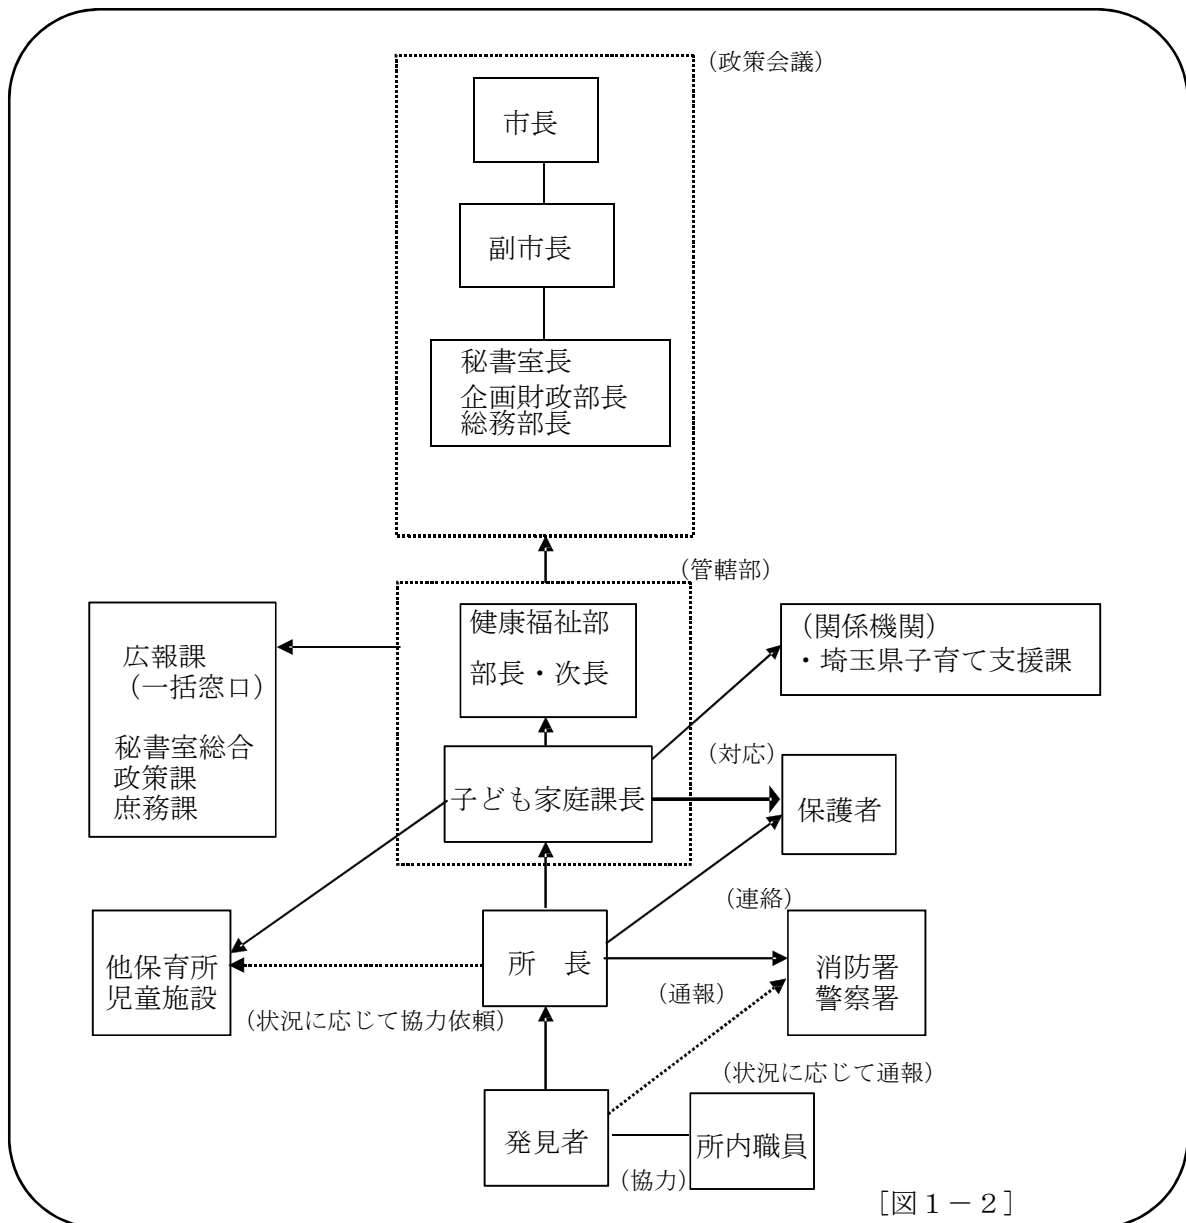 （政策会議）
市長
副市長
秘書室長
企画財政部長
総務部長
（管轄部）
健康福祉部
部長・次長
広報課
（一括窓口）
秘書室総合
政策課
庶務課
（関係機関）
・埼玉県子育て支援課
（対応）
子ども家庭課長
保護者
（連絡）
他保育所
児童施設
所　長
消防署
警察署
（通報）
（状況に応じて協力依頼）
（状況に応じて通報）
発見者
所内職員
（協力）
［図１－２］